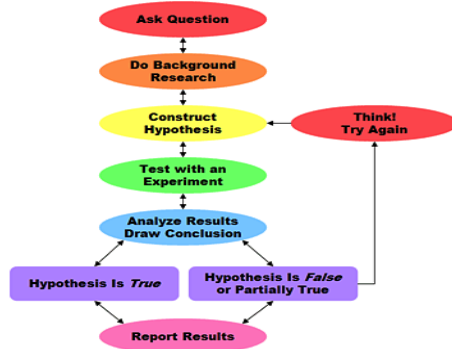 Ask Question
Do Background
Research
Construct
Hypothesis
Think!
Try Again
Test with an
Experiment
Analyze Results
Draw Conclusion
Hypothesis Is True
Hypothesis Is False
or Partially True
Report Results